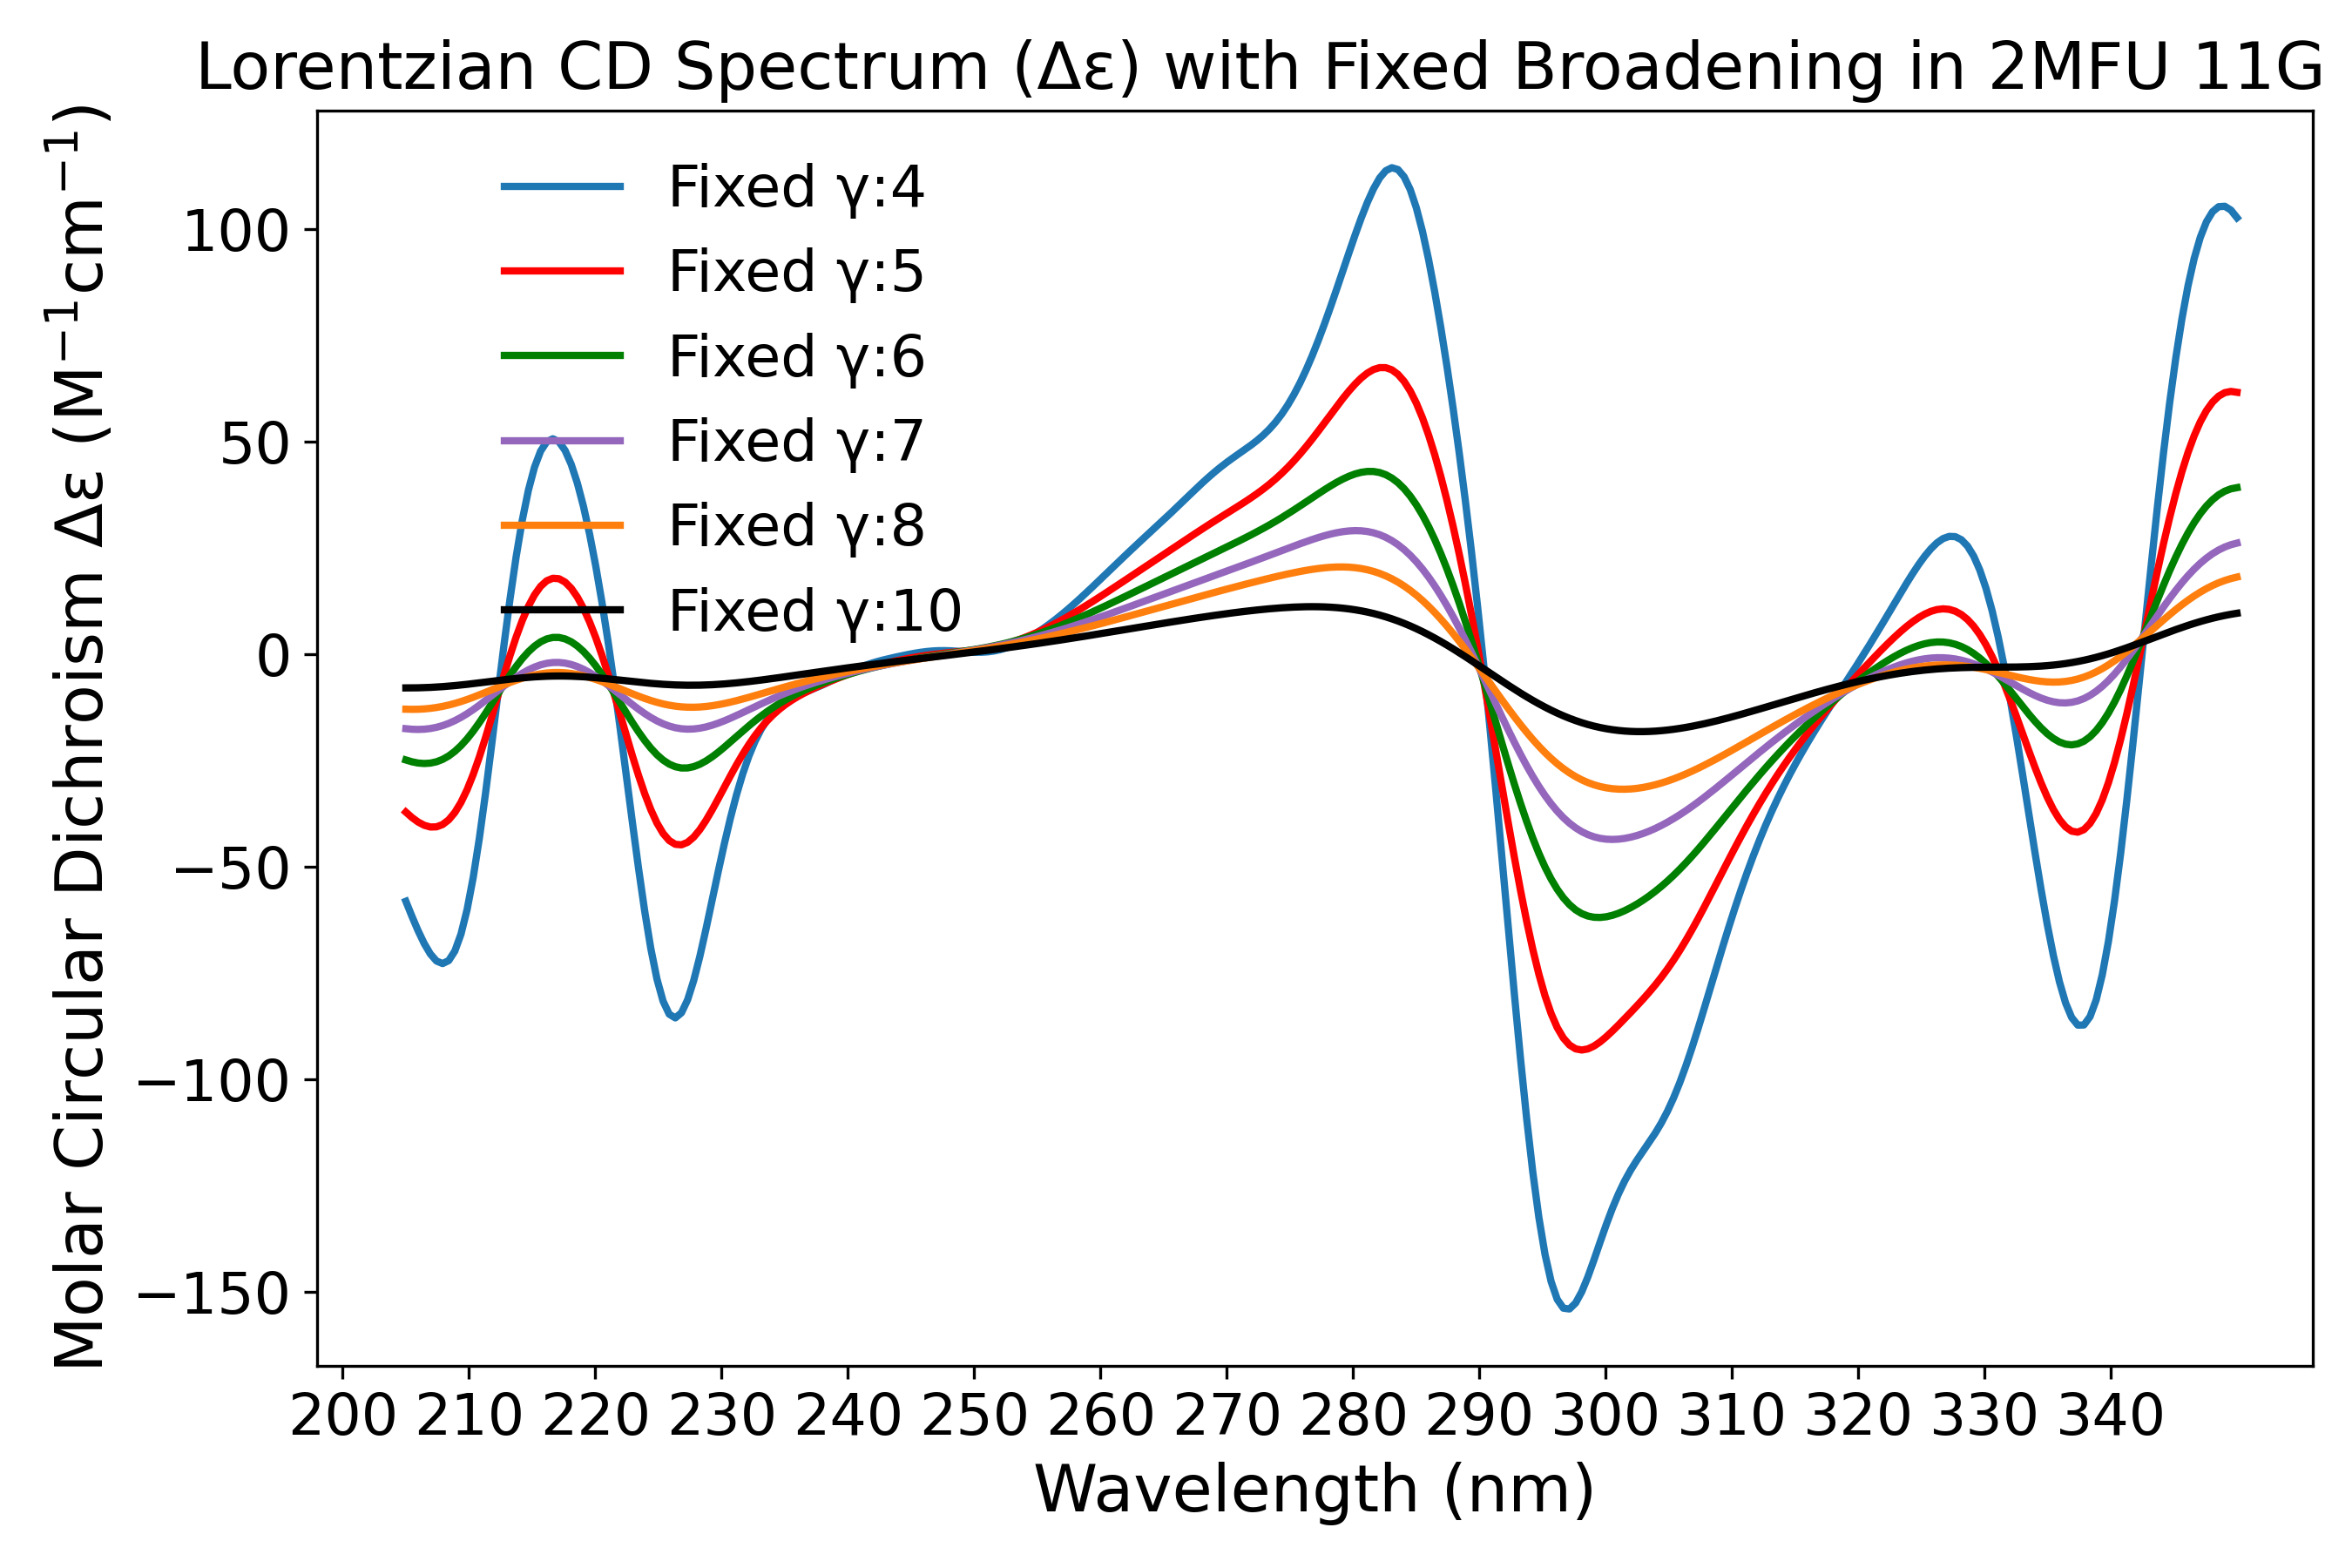 Lorentzian CD Spectrum (Δε) with Fixed Broadening in 2MFU 11G
Molar Circular Dichroism Δε (M⁻¹cm⁻¹)
100
50
0
−50
−100
−150
Fixed γ:4
Fixed γ:5
Fixed γ:6
Fixed γ:7
Fixed γ:8
Fixed γ:10
200 210 220 230 240 250 260 270 280 290 300 310 320 330 340
Wavelength (nm)